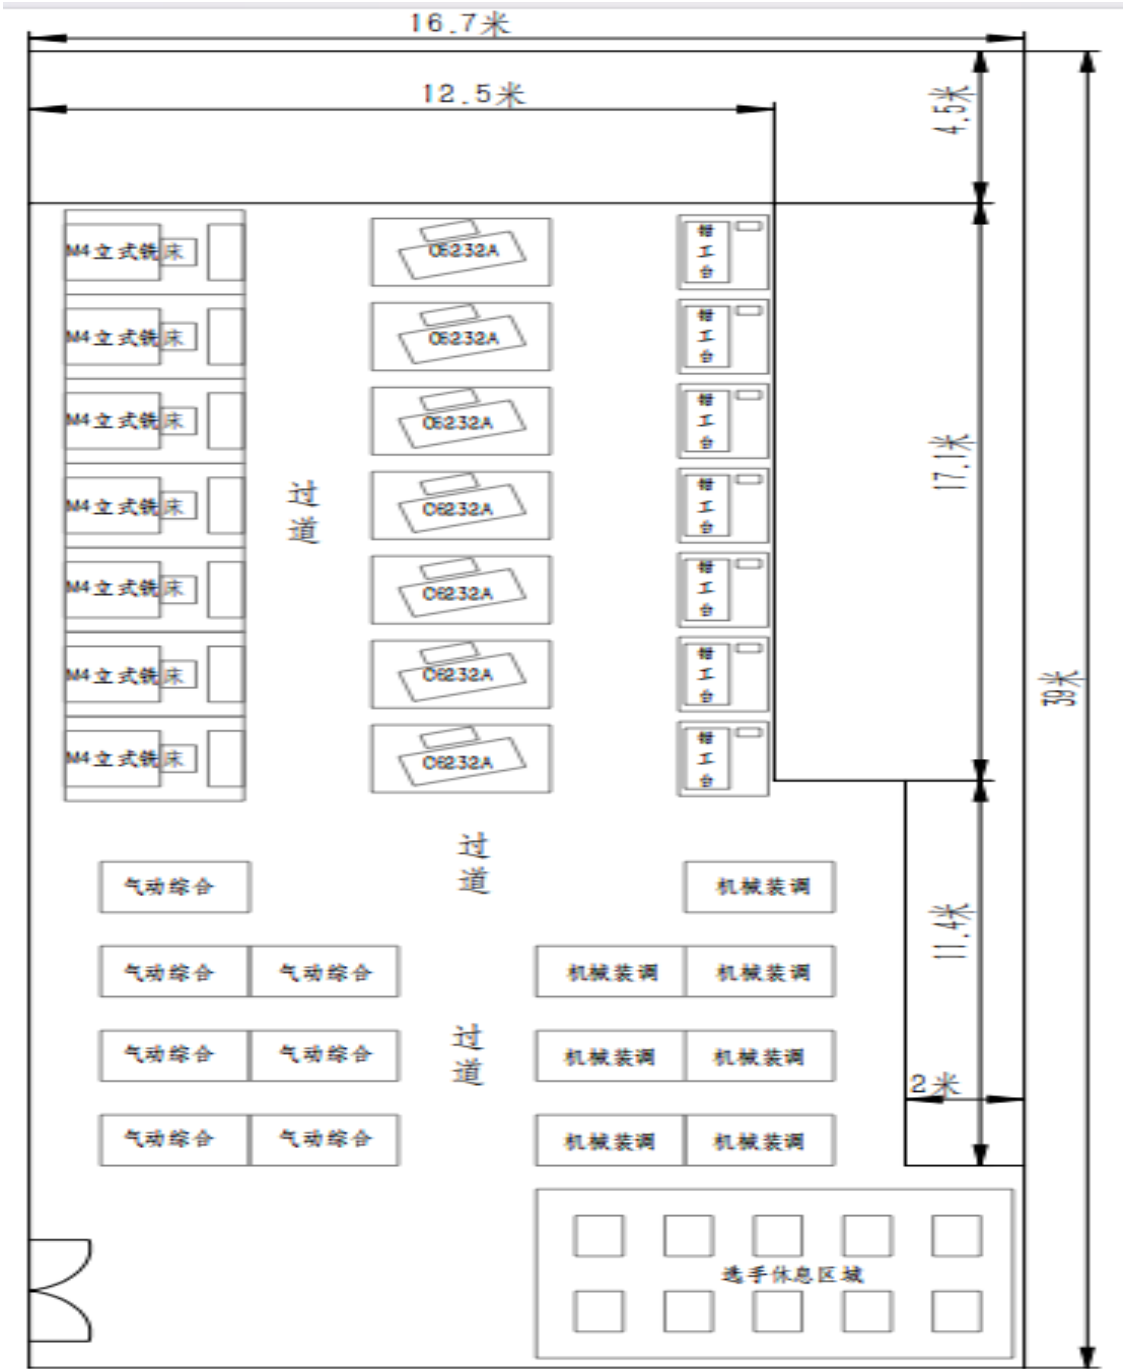 16.7米
12.5米
4.5米
M4立式铣床
C6232A
钳工台
M4立式铣床
C6232A
钳工台
M4立式铣床
C6232A
钳工台
17.1米
过道
M4立式铣床
C6232A
钳工台
M4立式铣床
C6232A
钳工台
M4立式铣床
C6232A
钳工台
39米
M4立式铣床
C6232A
钳工台
过道
气动综合
机械装调
11.4米
气动综合
气动综合
机械装调
机械装调
过道
气动综合
气动综合
机械装调
机械装调
2米
气动综合
气动综合
机械装调
机械装调
选手休息区域